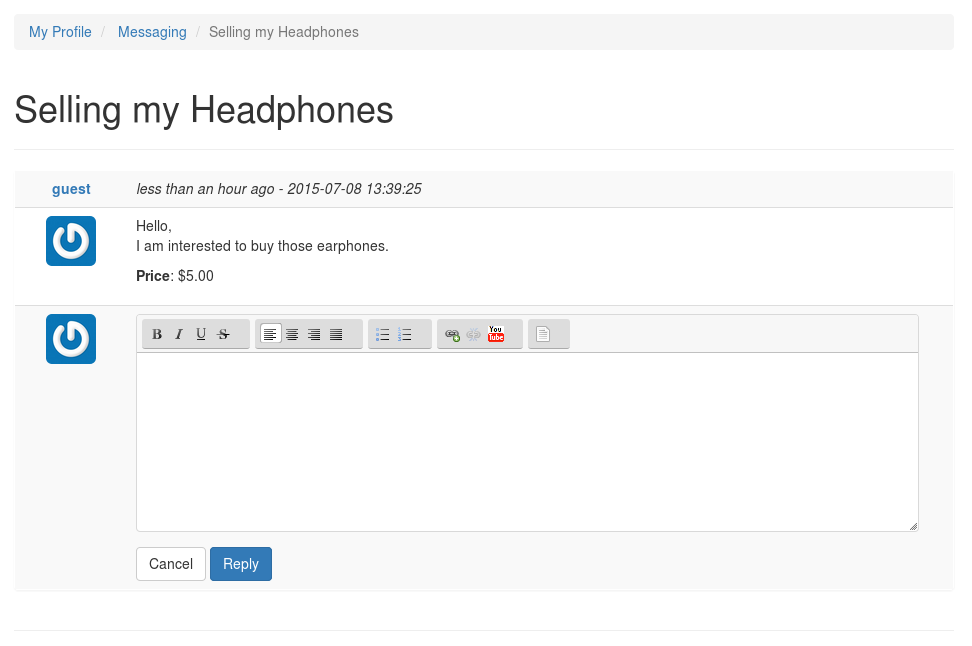 My Profile / Messaging / Selling my Headphones
Selling my Headphones
guest less than an hour ago - 2015-07-08 13:39:25
Hello,
I am interested to buy those earphones.
Price: $5.00
B I U S You Tube
Cancel Reply